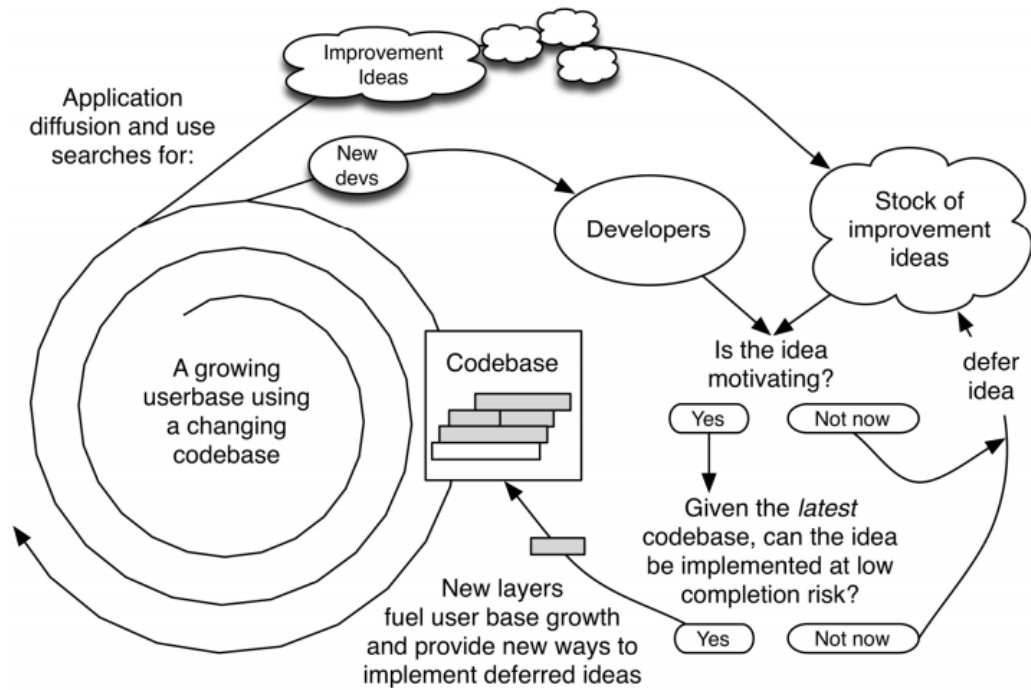 Improvement
Ideas
Application
diffusion and use
searches for:
New
devs
Developers
Stock of
improvement
ideas
A growing
userbase using
a changing
codebase
Codebase
Is the idea
motivating?
defer
idea
Yes
Not now
Given the latest
codebase, can the idea
be implemented at low
completion risk?
Yes
Not now
New layers
fuel user base growth
and provide new ways to
implement deferred ideas